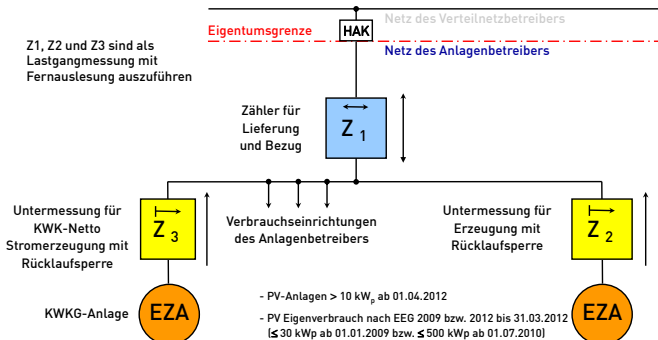 Netz des Verteilnetzbetreibers
Eigentumsgrenze
HAK
Netz des Anlagenbetreibers
Z1, Z2 und Z3 sind als
Lastgangmessung mit
Fernauslesung auszuführen
Zähler für
Lieferung
und Bezug
Z 1
Untermessung für
KWK-Netto
Stromerzeugung mit
Rücklaufsperre
Z 3
Verbrauchseinrichtungen
des Anlagenbetreibers
Untermessung für
Erzeugung mit
Rücklaufsperre
Z 2
KWKG-Anlage
EZA
- PV-Anlagen > 10 kWp ab 01.04.2012
- PV Eigenverbrauch nach EEG 2009 bzw. 2012 bis 31.03.2012
(≤ 30 kWp ab 01.01.2009 bzw. ≤ 500 kWp ab 01.07.2010)
EZA